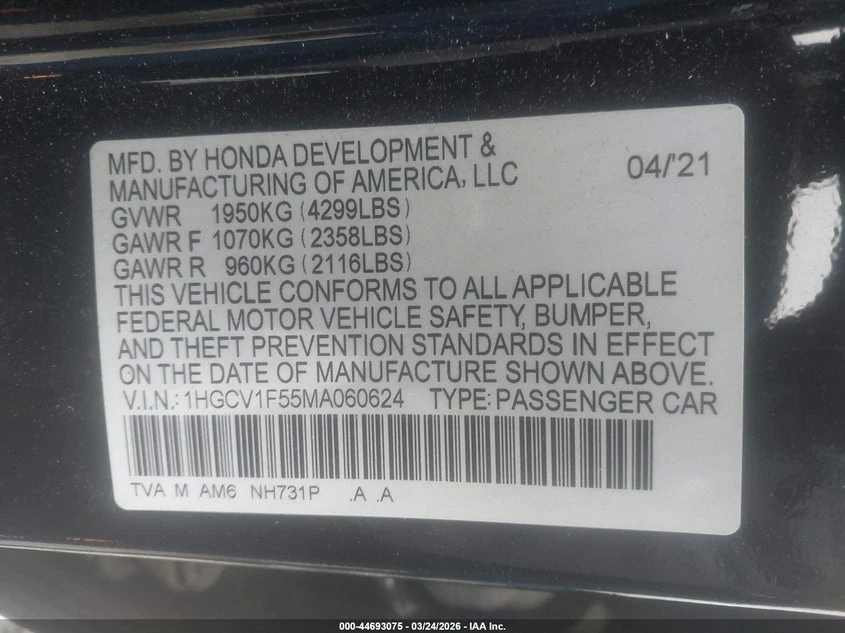 MFD. BY HONDA DEVELOPMENT &
MANUFACTURING OF AMERICA, LLC 04/'21
GVWR 1950KG (4299LBS)
GAWR F 1070KG (2358LBS)
GAWR R 960KG (2116LBS)
THIS VEHICLE CONFORMS TO ALL APPLICABLE
FEDERAL MOTOR VEHICLE SAFETY, BUMPER,
AND THEFT PREVENTION STANDARDS IN EFFECT
ON THE DATE OF MANUFACTURE SHOWN ABOVE.
V.I.N.: 1HGCV1F55MA060624 TYPE: PASSENGER CAR
TVA M AM6 NH731P .A .A
000-44693075 - 03/24/2026 - IAA Inc.